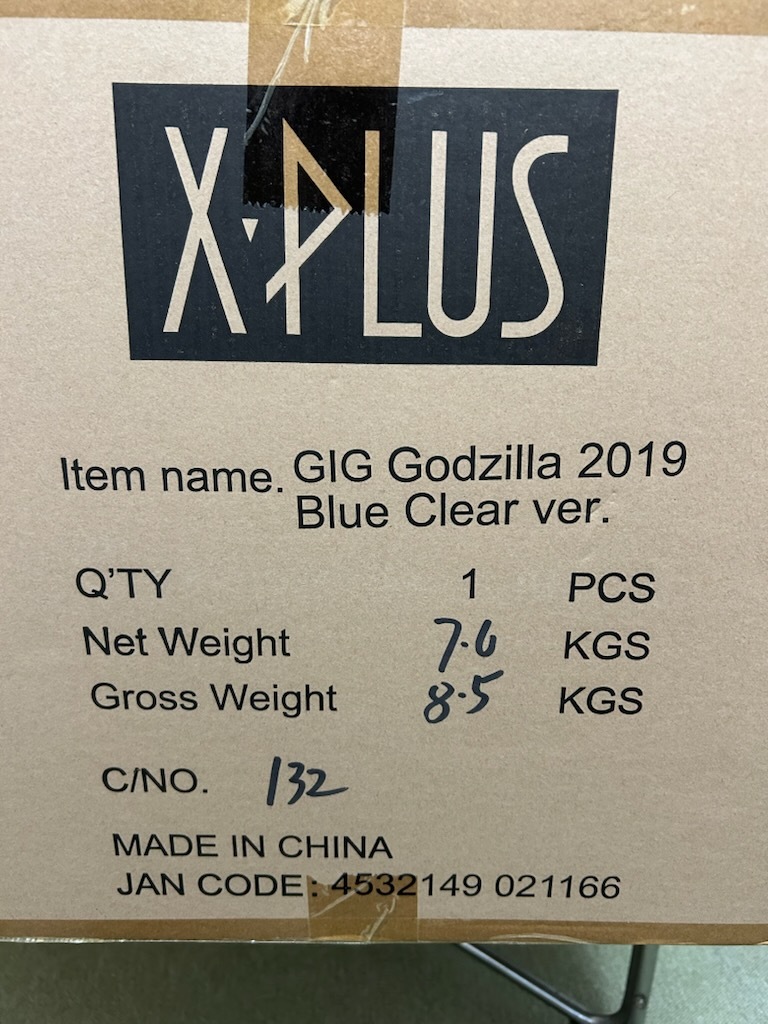 X·PLUS
Item name. GIG Godzilla 2019
Blue Clear ver.
Q'TY 1 PCS
Net Weight 7.6 KGS
Gross Weight 8.5 KGS
C/NO. 132
MADE IN CHINA
JAN CODE: 4532149 021166